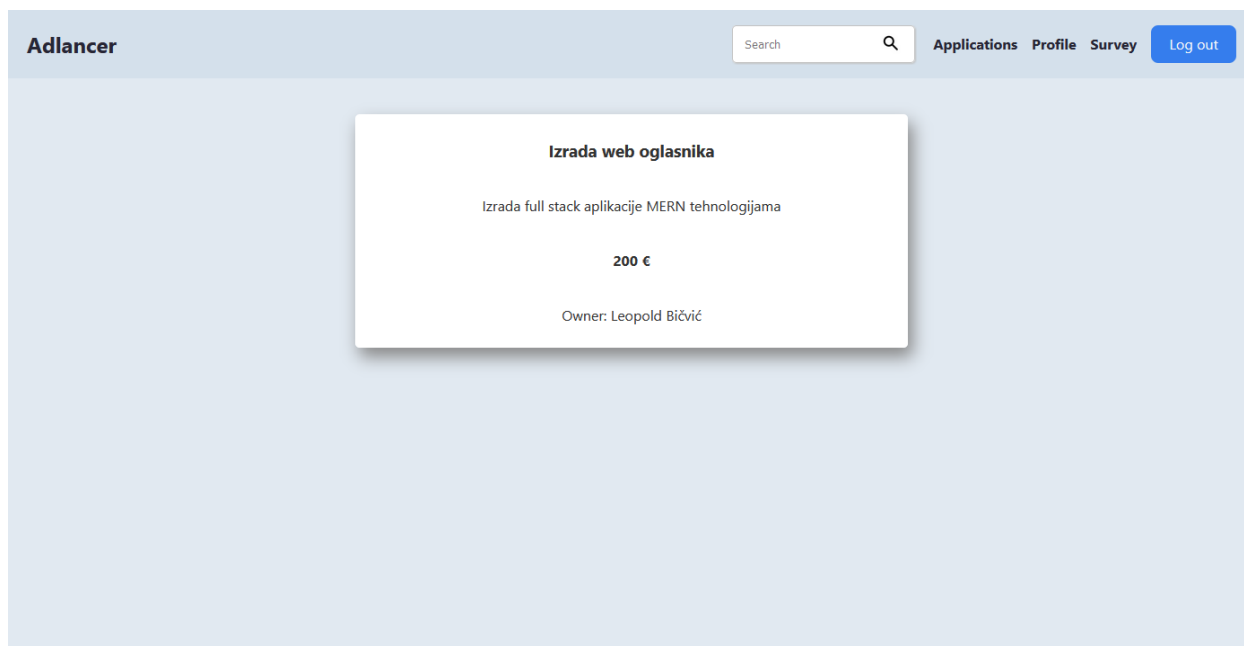 Adlancer
Search
Applications Profile Survey Log out
Izrada web oglasnika
Izrada full stack aplikacije MERN tehnologijama
200 €
Owner: Leopold Bičvić